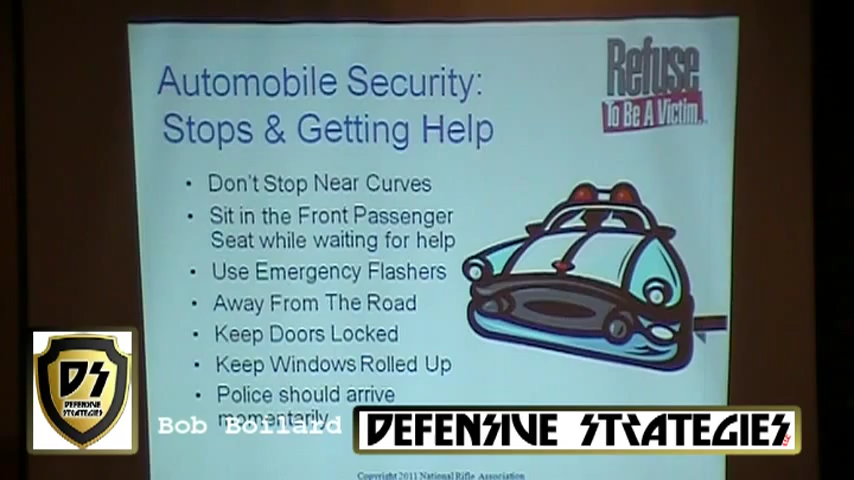 Automobile Security:
Stops & Getting Help
Refuse
To Be A Victim
• Don't Stop Near Curves
• Sit in the Front Passenger
Seat while waiting for help
• Use Emergency Flashers
• Away From The Road
• Keep Doors Locked
• Keep Windows Rolled Up
• Police should arrive
momentarily
DS
DEFENSIVE
STRATEGIES
Bob Bollard
DEFENSIVE STRATEGIES
Copyright 2011 National Rifle Association